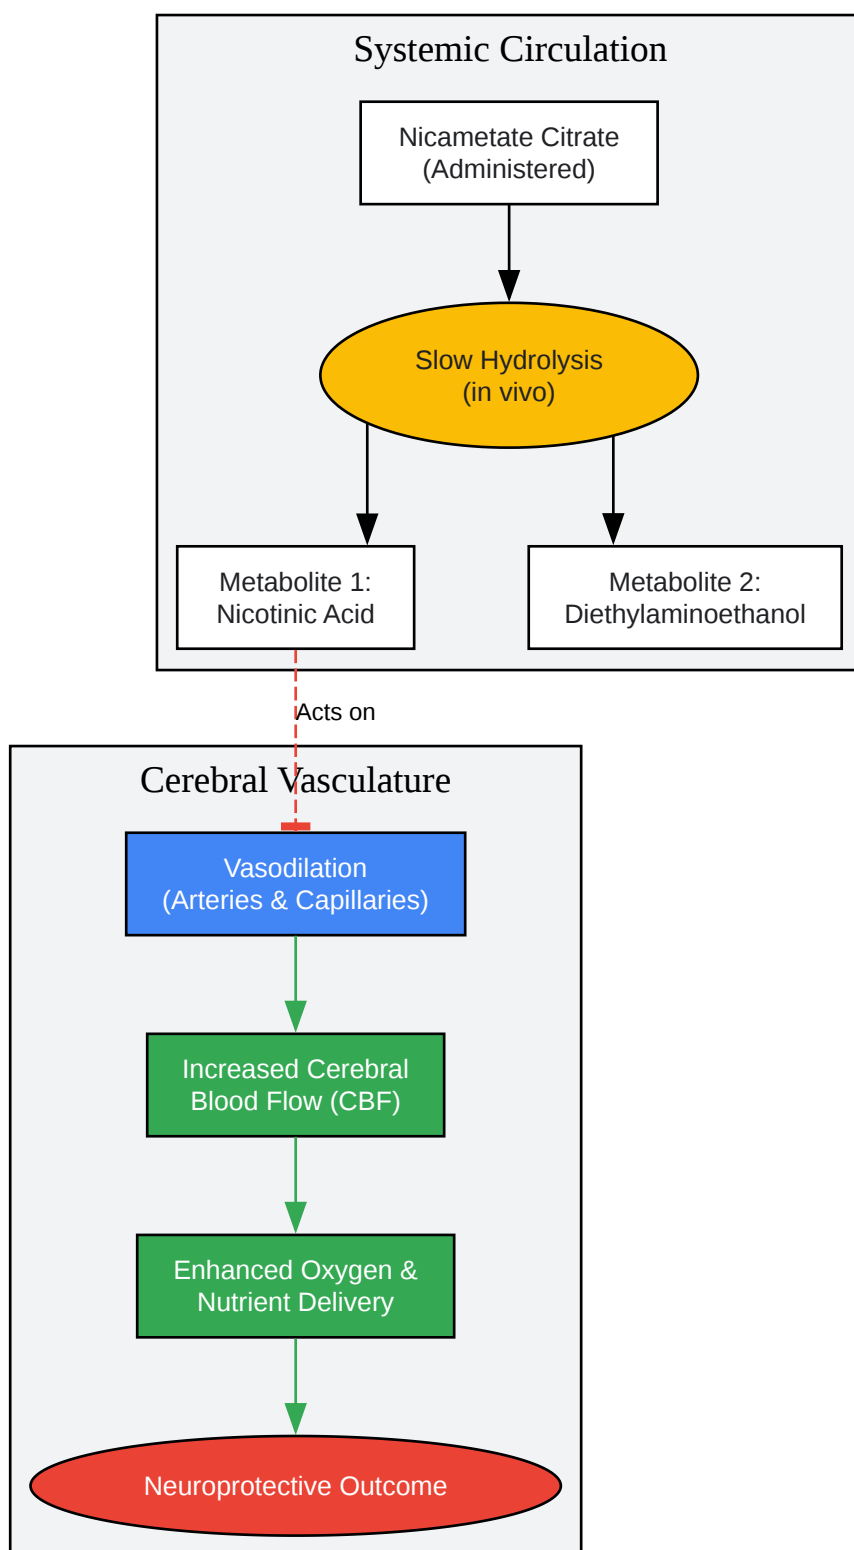 Systemic Circulation
Nicametate Citrate
(Administered)
Slow Hydrolysis
(in vivo)
Metabolite 1:
Nicotinic Acid
Metabolite 2:
Diethylaminoethanol
Acts on
Cerebral Vasculature
Vasodilation
(Arteries & Capillaries)
Increased Cerebral
Blood Flow (CBF)
Enhanced Oxygen &
Nutrient Delivery
Neuroprotective Outcome